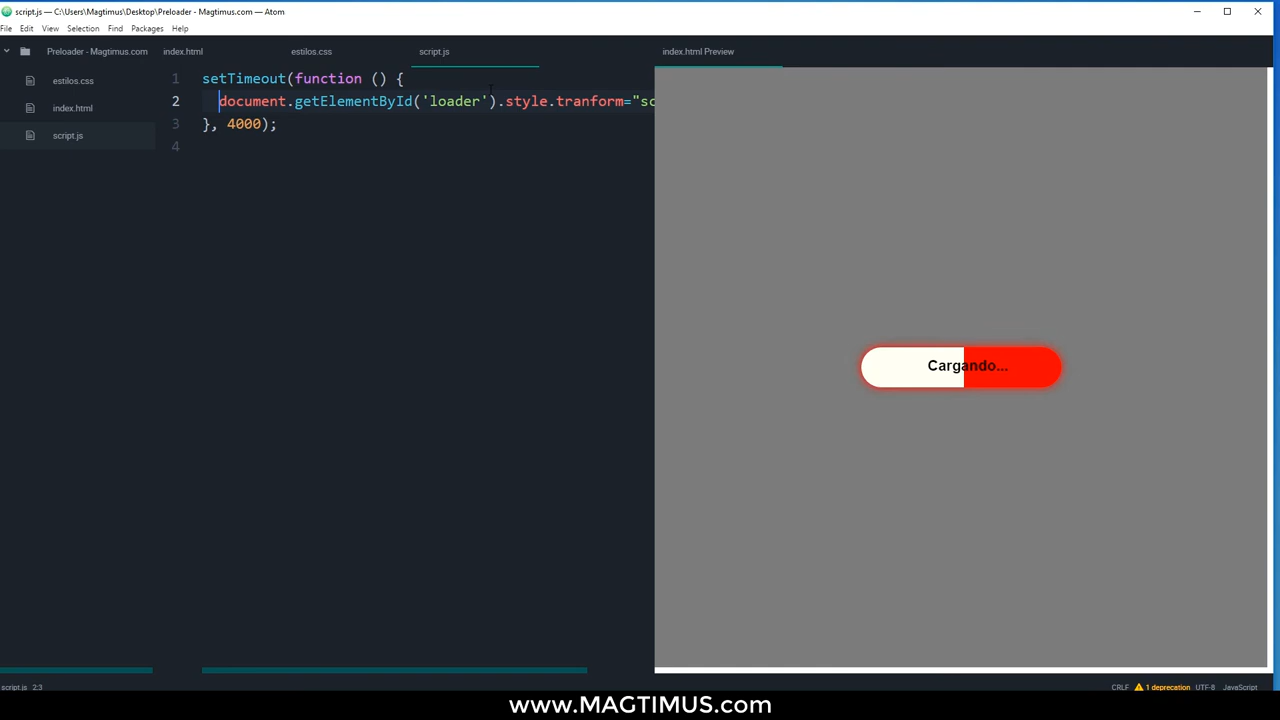 script.js — C:\Users\Magtimus\Desktop\Preloader - Magtimus.com — Atom
File Edit View Selection Find Packages Help
Preloader - Magtimus.com
index.html estilos.css script.js index.html Preview
estilos.css
index.html
script.js
1 setTimeout(function () {
2 document.getElementById('loader').style.tranform="sc
3 }, 4000);
4
Cargando...
script.js 2:3 CRLF 1 deprecation UTF-8 JavaScript
www.MAGTIMUS.com